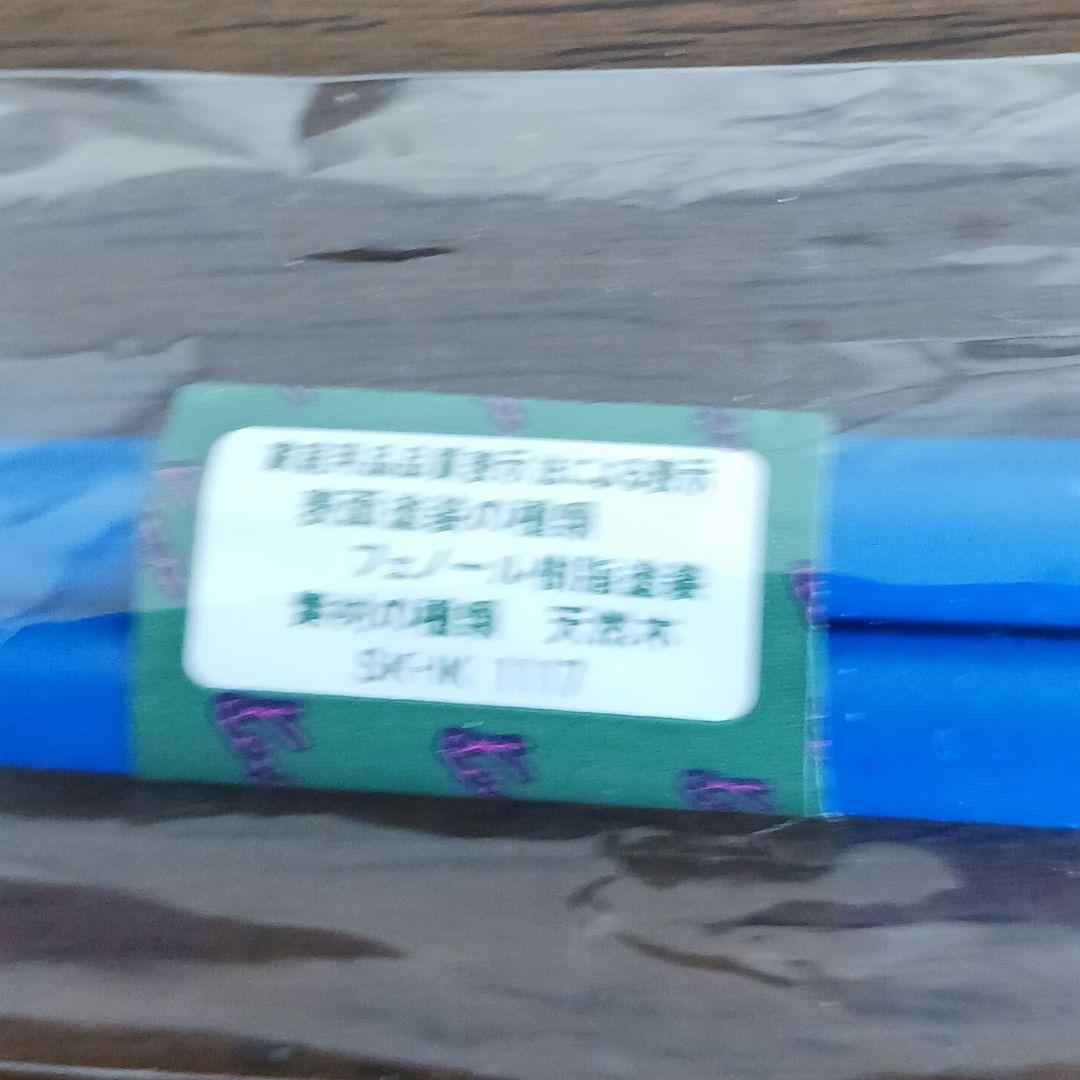 家庭用品品質表示法による表示
表面塗装の種類
フェノール樹脂塗装
素材の種類 天然木